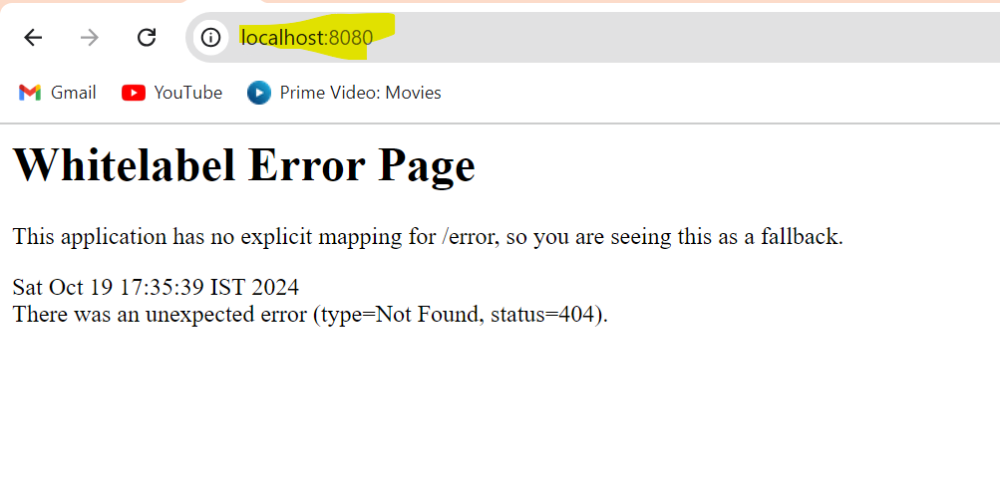 localhost:8080
Gmail YouTube Prime Video: Movies
Whitelabel Error Page
This application has no explicit mapping for /error, so you are seeing this as a fallback.
Sat Oct 19 17:35:39 IST 2024
There was an unexpected error (type=Not Found, status=404).